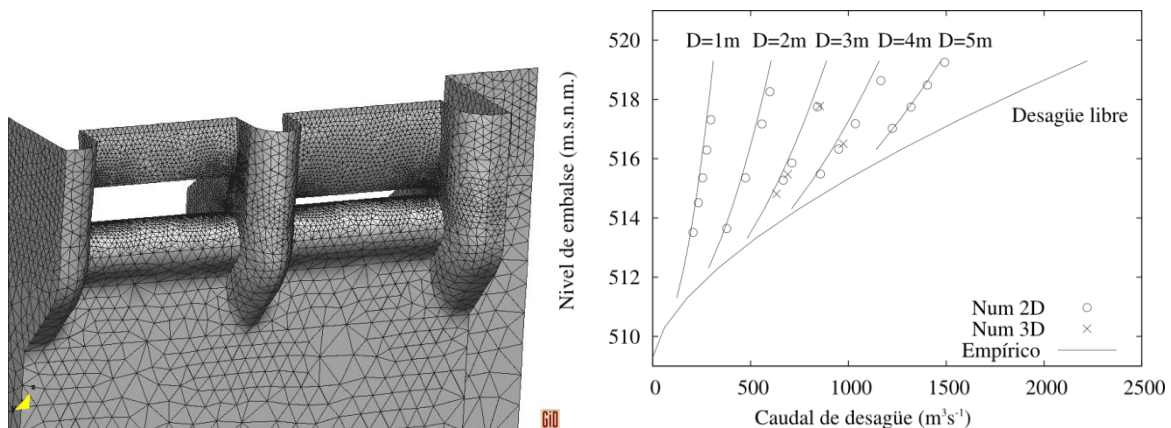 GiD
Nivel de embalse (m.s.n.m.)
520
518
516
514
512
510
D=1m D=2m D=3m D=4m D=5m
Desagüe libre
Num 2D
Num 3D
Empírico
0 500 1000 1500 2000 2500
Caudal de desagüe (m³s⁻¹)